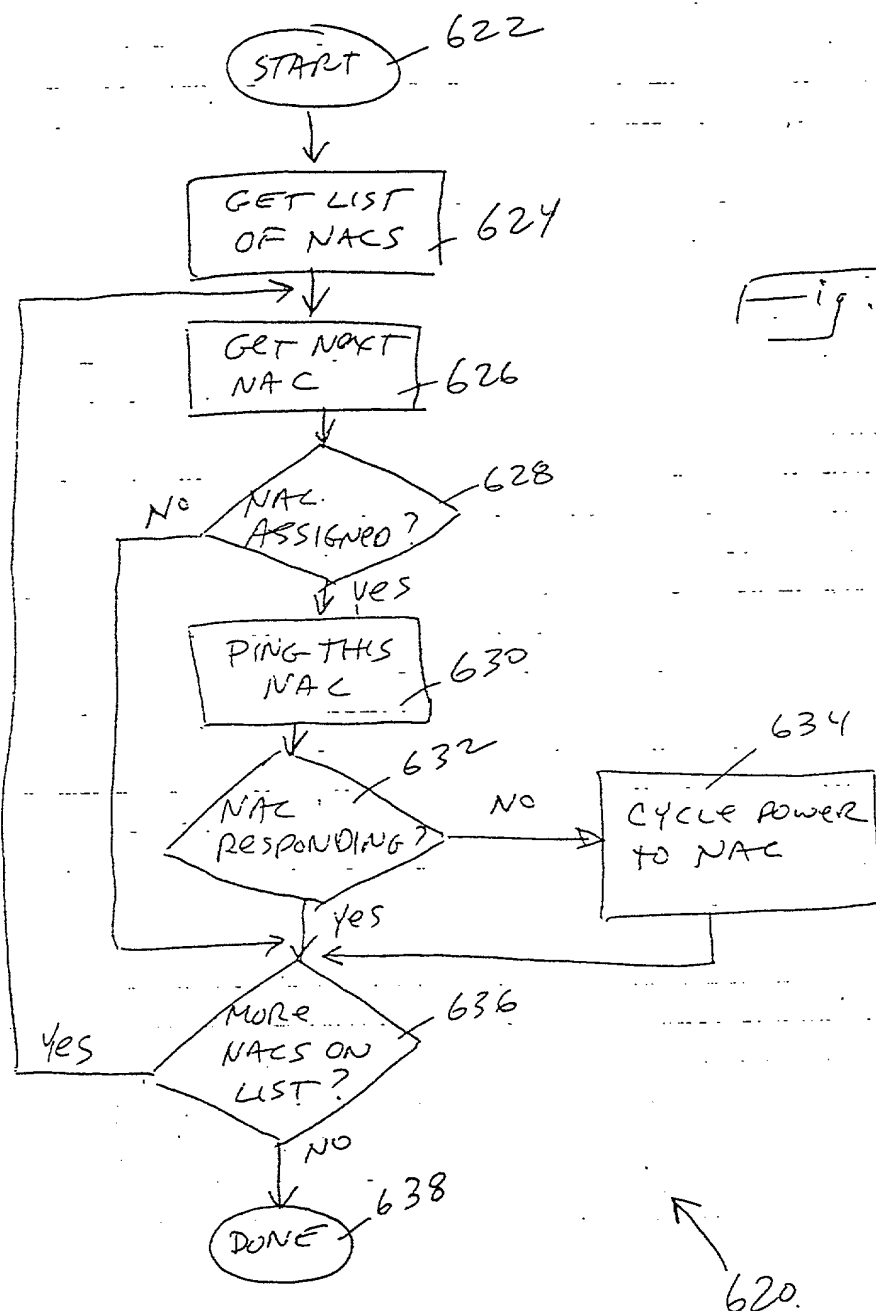 START
622
GET LIST
OF NACS
624
Fig.
GET NEXT
NAC
626
NAC
ASSIGNED?
628
NO
yes
PING THIS
NAC
630
NAC
RESPONDING?
632
NO
634
CYCLE POWER
TO NAC
yes
MORE
NACS ON
LIST?
636
yes
NO
DONE
638
620